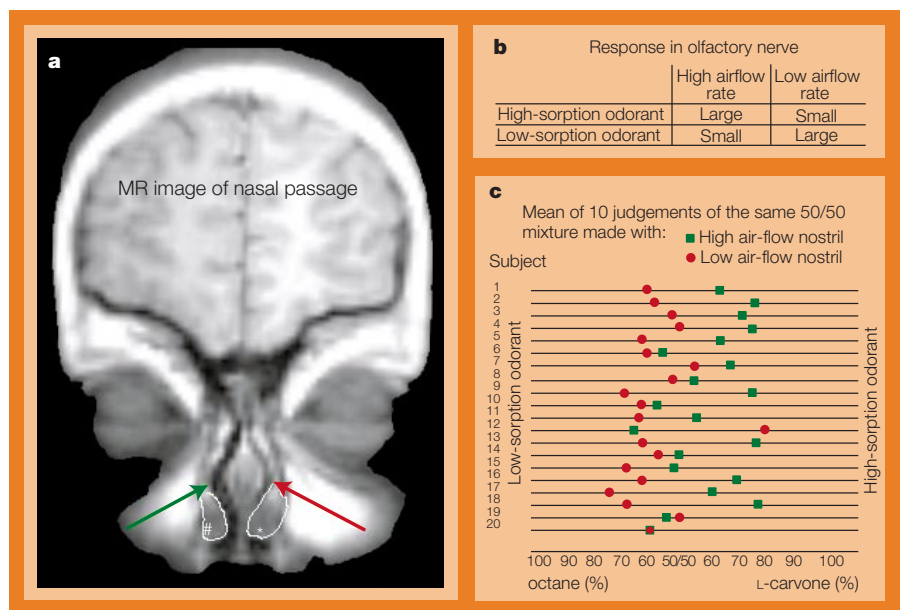 a
MR image of nasal passage
#
*
b
Response in olfactory nerve
High airflow rate
Low airflow rate
High-sorption odorant
Large
Small
Low-sorption odorant
Small
Large
c
Mean of 10 judgements of the same 50/50
mixture made with:
High air-flow nostril
Low air-flow nostril
Subject
1
2
3
4
5
6
7
8
9
10
11
12
13
14
15
16
17
18
19
20
Low-sorption odorant
High-sorption odorant
100 90 80 70 60 50/50 60 70 80 90 100
octane (%)
L-carvone (%)